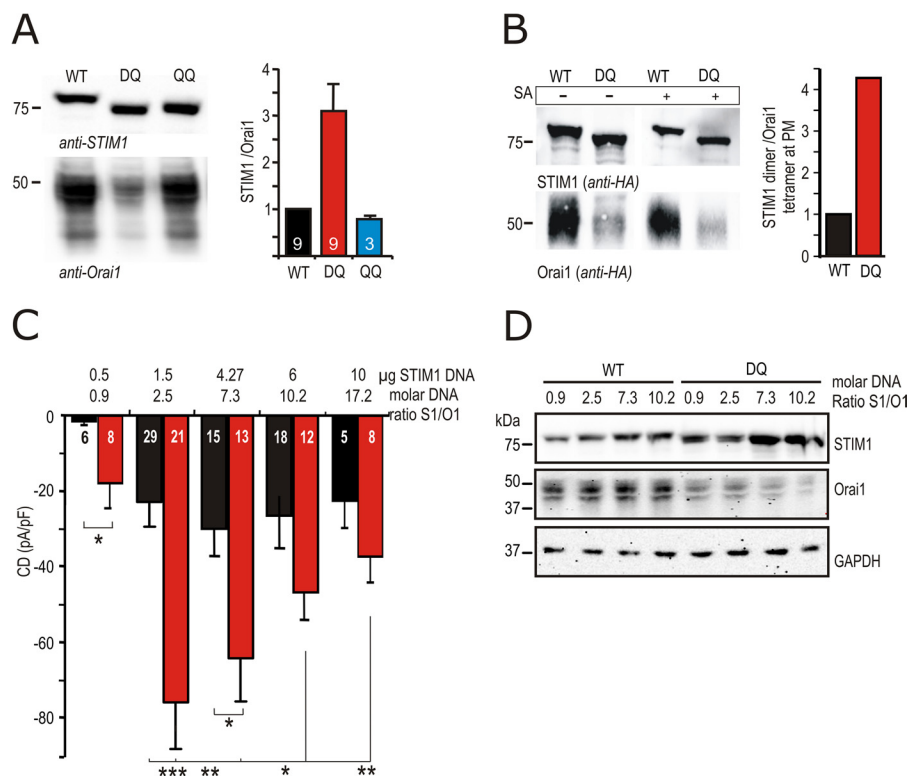 A
WT DQ QQ
75
anti-STIM1
50
anti-Orai1
STIM1 /Orai1
4
3
2
1
9 9 3
WT DQ QQ
B
WT DQ WT DQ
SA - - + +
75
STIM1 (anti-HA)
50
Orai1 (anti-HA)
STIM1 dimer /Orai1
tetramer at PM
4
3
2
1
0
WT DQ
C
0.5 1.5 4.27 6 10 µg STIM1 DNA
0.9 2.5 7.3 10.2 17.2 molar DNA
ratio S1/O1
CD (pA/pF)
0
-20
-40
-60
-80
6 8 29 21 15 13 18 12 5 8
*
*
*** ** * **
D
WT DQ
0.9 2.5 7.3 10.2 0.9 2.5 7.3 10.2 molar DNA
Ratio S1/O1
kDa
75
STIM1
50
37
Orai1
37
GAPDH